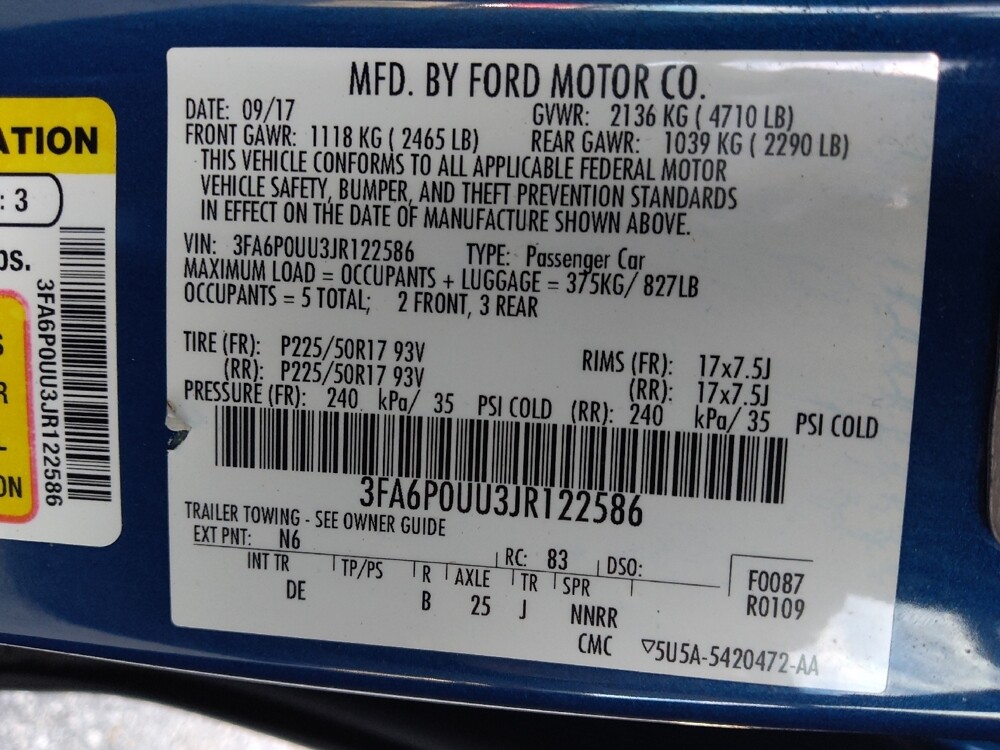 MFD. BY FORD MOTOR CO.
DATE: 09/17 GVWR: 2136 KG ( 4710 LB)
FRONT GAWR: 1118 KG ( 2465 LB) REAR GAWR: 1039 KG ( 2290 LB)
THIS VEHICLE CONFORMS TO ALL APPLICABLE FEDERAL MOTOR
VEHICLE SAFETY, BUMPER, AND THEFT PREVENTION STANDARDS
IN EFFECT ON THE DATE OF MANUFACTURE SHOWN ABOVE.
VIN: 3FA6P0UU3JR122586 TYPE: Passenger Car
MAXIMUM LOAD = OCCUPANTS + LUGGAGE = 375KG/ 827LB
OCCUPANTS = 5 TOTAL; 2 FRONT, 3 REAR
TIRE (FR): P225/50R17 93V RIMS (FR): 17x7.5J
(RR): P225/50R17 93V (RR): 17x7.5J
PRESSURE (FR): 240 kPa/ 35 PSI COLD (RR): 240 kPa/ 35 PSI COLD
3FA6P0UU3JR122586
TRAILER TOWING - SEE OWNER GUIDE
EXT PNT: N6 RC: 83 DSO:
INT TR TP/PS R AXLE TR SPR F0087
DE B 25 J NNRR R0109
CMC ▽5U5A-5420472-AA
ATION
: 3
bs.
3FA6P0UU3JR122586
S
R
L
ON